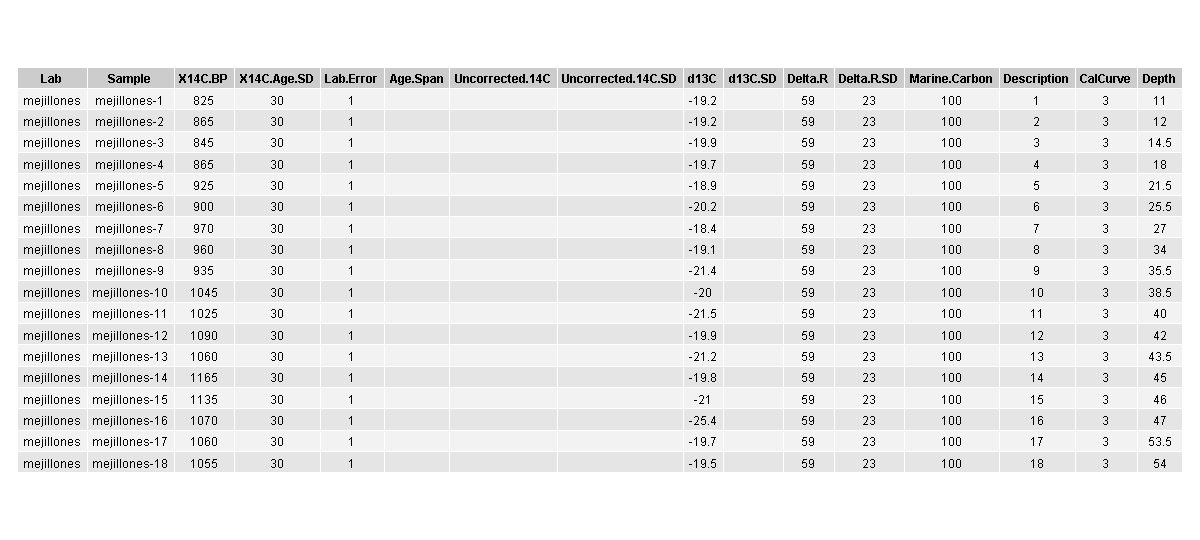 Lab Sample X14C.BP X14C.Age.SD Lab.Error Age.Span Uncorrected.14C Uncorrected.14C.SD d13C d13C.SD Delta.R Delta.R.SD Marine.Carbon Description CalCurve Depth
mejillones mejillones-1 825 30 1 -19.2 59 23 100 1 3 11
mejillones mejillones-2 865 30 1 -19.2 59 23 100 2 3 12
mejillones mejillones-3 845 30 1 -19.9 59 23 100 3 3 14.5
mejillones mejillones-4 865 30 1 -19.7 59 23 100 4 3 18
mejillones mejillones-5 925 30 1 -18.9 59 23 100 5 3 21.5
mejillones mejillones-6 900 30 1 -20.2 59 23 100 6 3 25.5
mejillones mejillones-7 970 30 1 -18.4 59 23 100 7 3 27
mejillones mejillones-8 960 30 1 -19.1 59 23 100 8 3 34
mejillones mejillones-9 935 30 1 -21.4 59 23 100 9 3 35.5
mejillones mejillones-10 1045 30 1 -20 59 23 100 10 3 38.5
mejillones mejillones-11 1025 30 1 -21.5 59 23 100 11 3 40
mejillones mejillones-12 1090 30 1 -19.9 59 23 100 12 3 42
mejillones mejillones-13 1060 30 1 -21.2 59 23 100 13 3 43.5
mejillones mejillones-14 1165 30 1 -19.8 59 23 100 14 3 45
mejillones mejillones-15 1135 30 1 -21 59 23 100 15 3 46
mejillones mejillones-16 1070 30 1 -25.4 59 23 100 16 3 47
mejillones mejillones-17 1060 30 1 -19.7 59 23 100 17 3 53.5
mejillones mejillones-18 1055 30 1 -19.5 59 23 100 18 3 54